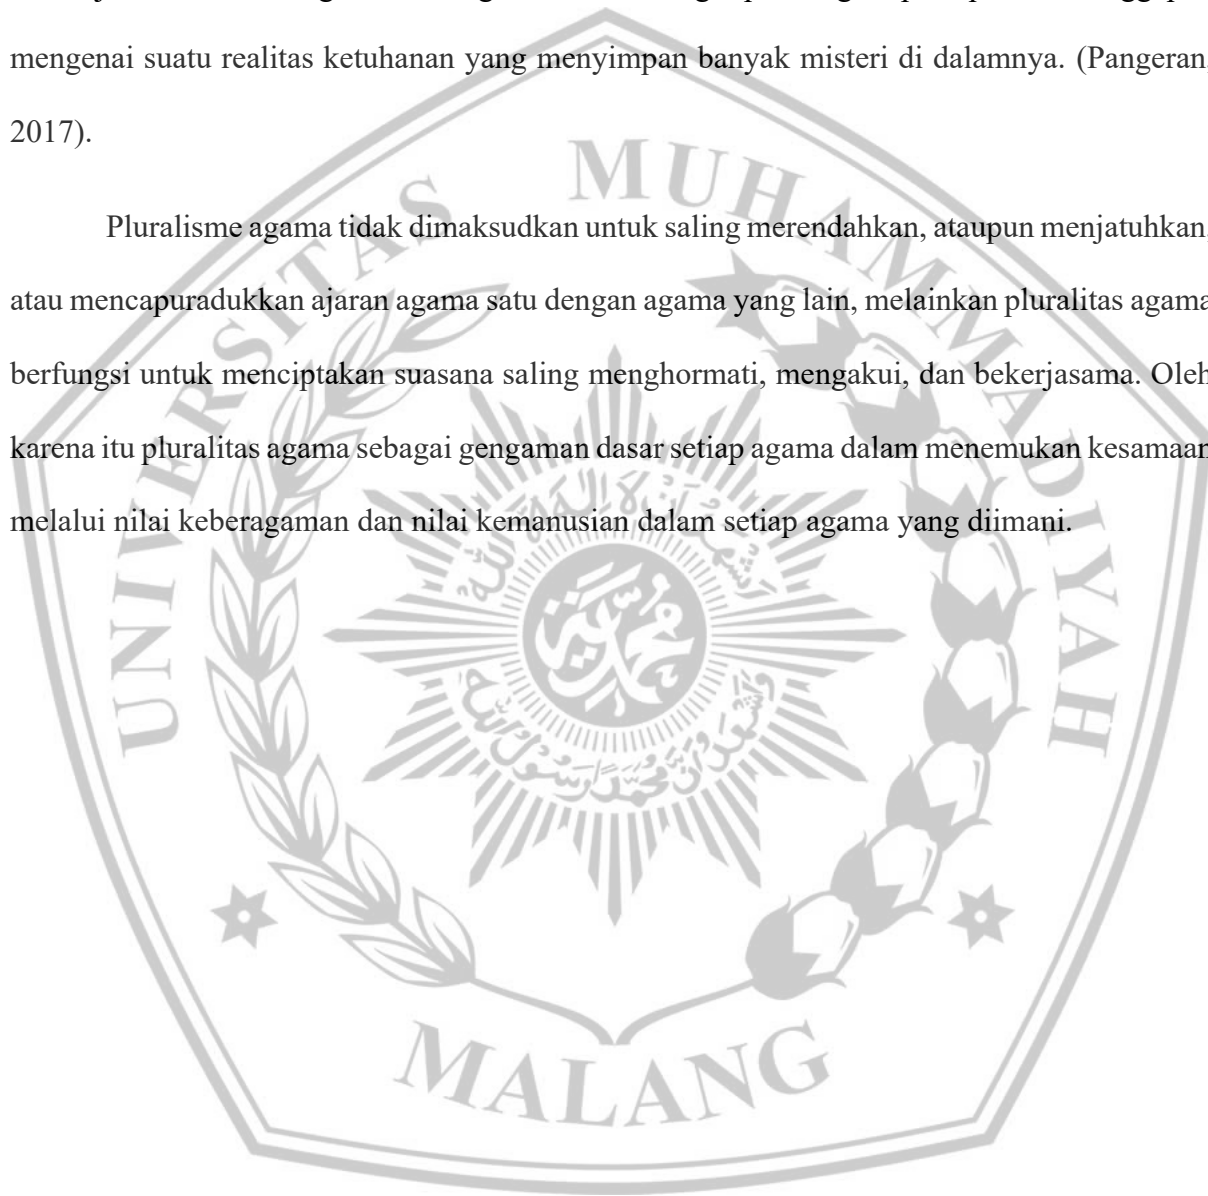 mengenai suatu realitas ketuhanan yang menyimpan banyak misteri di dalamnya. (Pangeran,
2017).
Pluralisme agama tidak dimaksudkan untuk saling merendahkan, ataupun menjatuhkan,
atau mencapuradukkan ajaran agama satu dengan agama yang lain, melainkan pluralitas agama
berfungsi untuk menciptakan suasana saling menghormati, mengakui, dan bekerjasama. Oleh
karena itu pluralitas agama sebagai gengaman dasar setiap agama dalam menemukan kesamaan
melalui nilai keberagaman dan nilai kemanusian dalam setiap agama yang diimani.
UNIVERSITAS MUHAMMADIYAH
MALANG